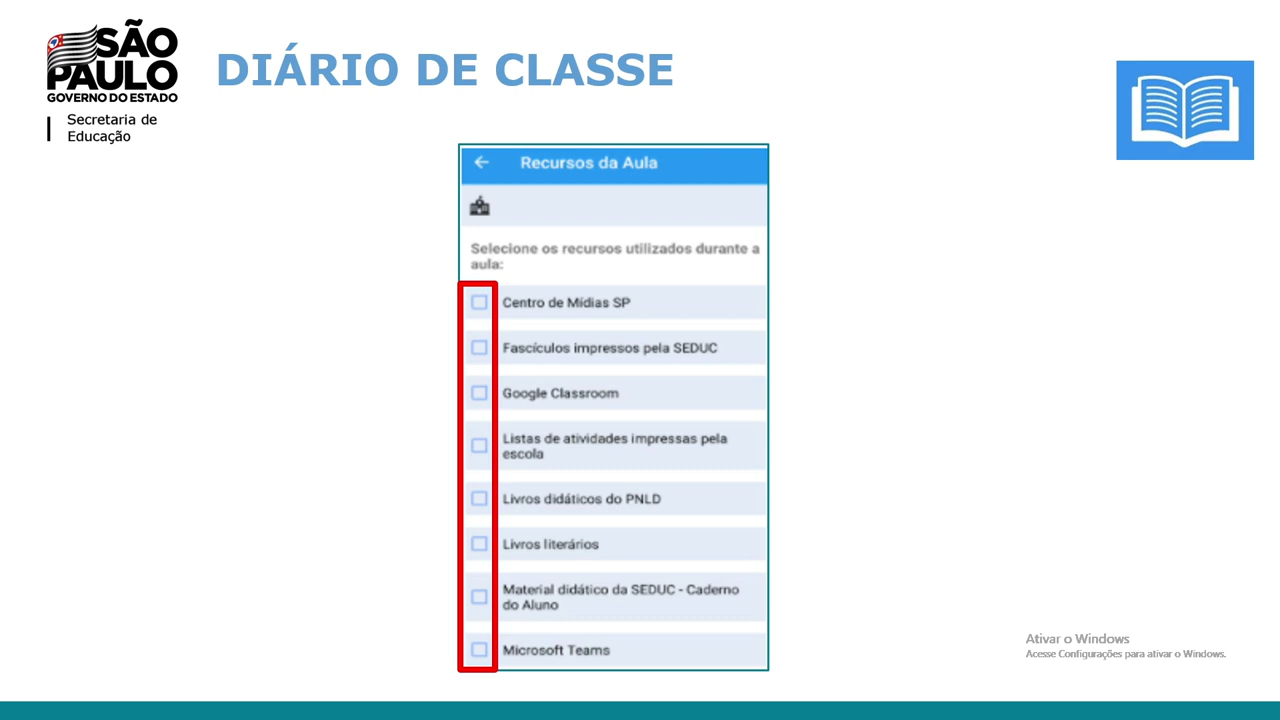 SÃO
PAULO
GOVERNO DO ESTADO
Secretaria de
Educação
DIÁRIO DE CLASSE
Recursos da Aula
Selecione os recursos utilizados durante a
aula:
Centro de Mídias SP
Fascículos impressos pela SEDUC
Google Classroom
Listas de atividades impressas pela
escola
Livros didáticos do PNLD
Livros literários
Material didático da SEDUC - Caderno
do Aluno
Microsoft Teams
Ativar o Windows
Acesse Configurações para ativar o Windows.